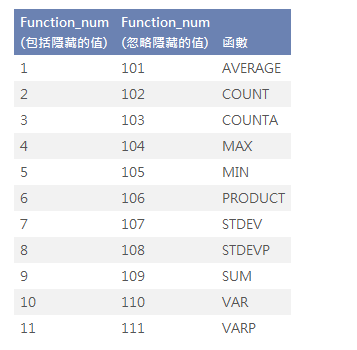 Function_num Function_num
(包括隱藏的值) (忽略隱藏的值) 函數
1 101 AVERAGE
2 102 COUNT
3 103 COUNTA
4 104 MAX
5 105 MIN
6 106 PRODUCT
7 107 STDEV
8 108 STDEVP
9 109 SUM
10 110 VAR
11 111 VARP